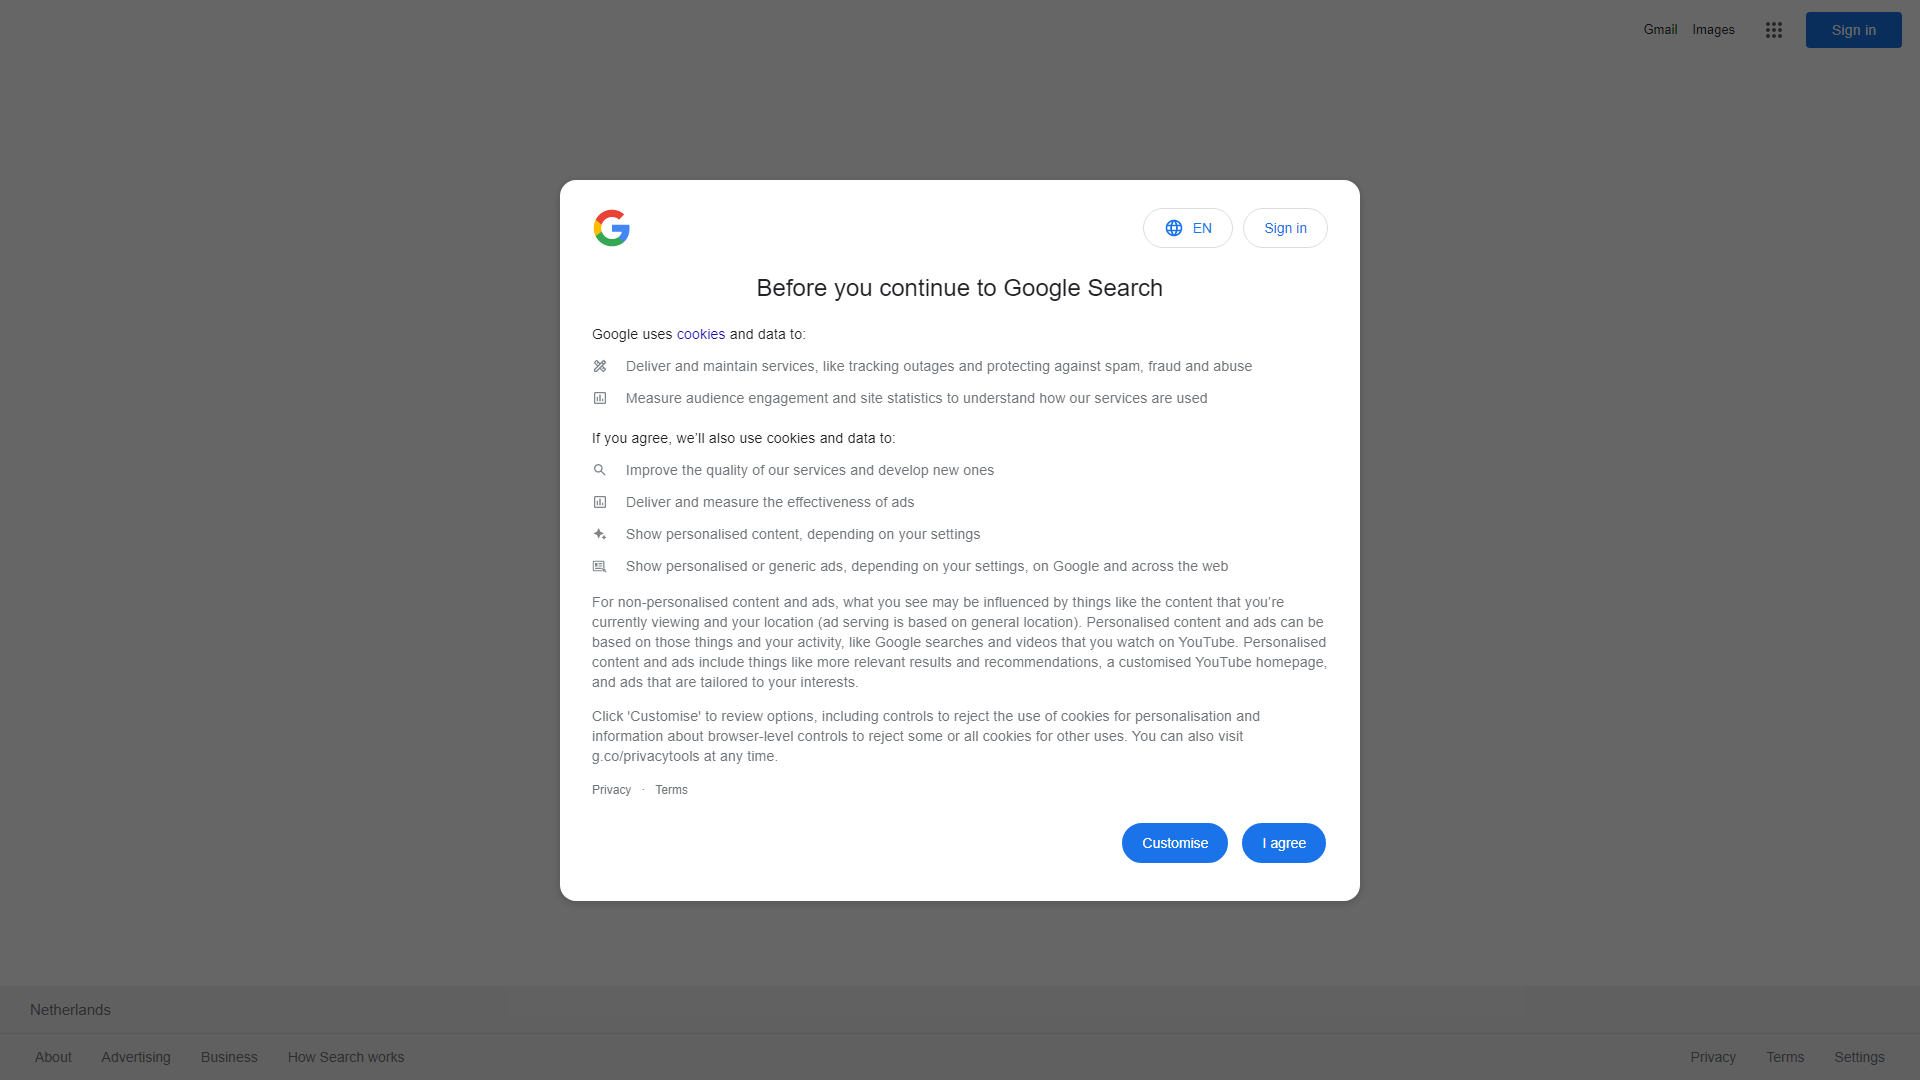 Gmail Images Sign in
EN Sign in
Before you continue to Google Search
Google uses cookies and data to:
Deliver and maintain services, like tracking outages and protecting against spam, fraud and abuse
Measure audience engagement and site statistics to understand how our services are used
If you agree, we’ll also use cookies and data to:
Improve the quality of our services and develop new ones
Deliver and measure the effectiveness of ads
Show personalised content, depending on your settings
Show personalised or generic ads, depending on your settings, on Google and across the web
For non-personalised content and ads, what you see may be influenced by things like the content that you’re
currently viewing and your location (ad serving is based on general location). Personalised content and ads can be
based on those things and your activity, like Google searches and videos that you watch on YouTube. Personalised
content and ads include things like more relevant results and recommendations, a customised YouTube homepage,
and ads that are tailored to your interests.
Click 'Customise' to review options, including controls to reject the use of cookies for personalisation and
information about browser-level controls to reject some or all cookies for other uses. You can also visit
g.co/privacytools at any time.
Privacy · Terms
Customise I agree
Netherlands
About Advertising Business How Search works Privacy Terms Settings